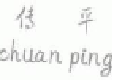 传 平
chuan ping